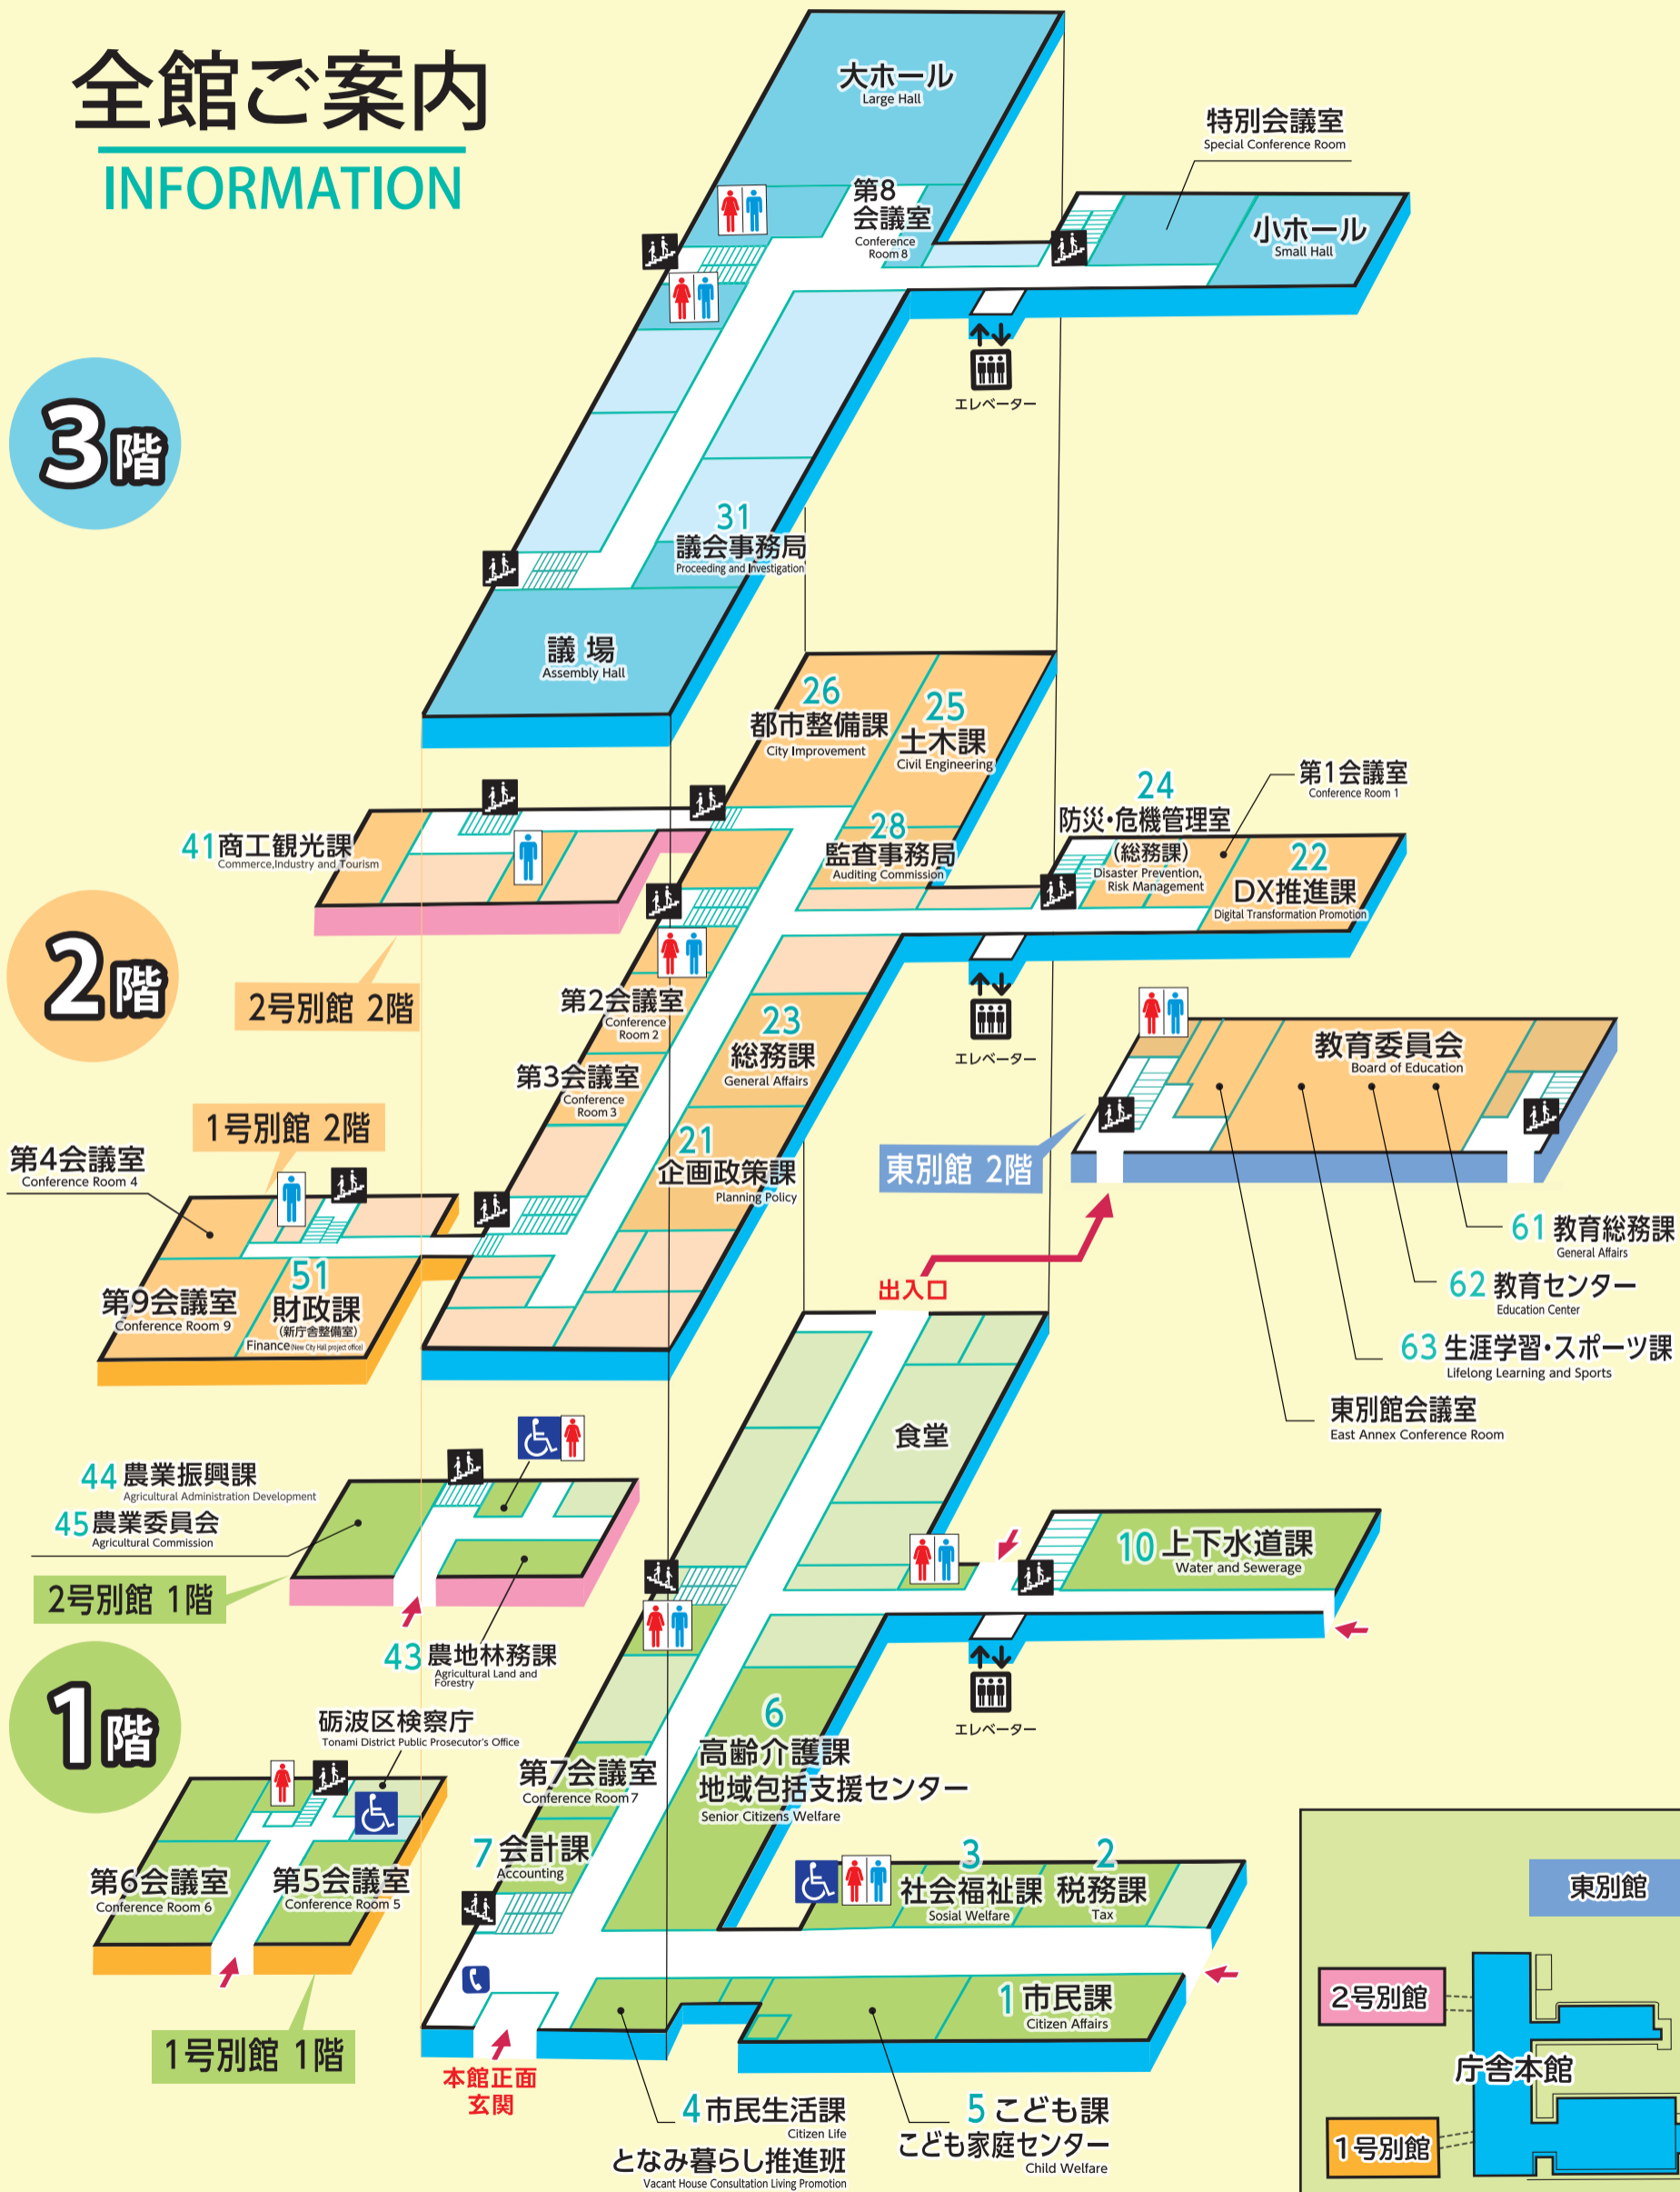 全館ご案内
INFORMATION
3階
大ホール
Large Hall
第8
会議室
Conference
Room 8
特別会議室
Special Conference Room
小ホール
Small Hall
エレベーター
31
議会事務局
Proceeding and Investigation
議場
Assembly Hall
2階
26
都市整備課
City Improvement
25
土木課
Civil Engineering
28
監査事務局
Auditing Commission
24
防災・危機管理室
(総務課)
Disaster Prevention,
Risk Management
第1会議室
Conference Room 1
22
DX推進課
Digital Transformation Promotion
エレベーター
41 商工観光課
Commerce,Industry and Tourism
2号別館 2階
第2会議室
Conference
Room 2
23
総務課
General Affairs
第3会議室
Conference
Room 3
21
企画政策課
Planning Policy
1号別館 2階
第4会議室
Conference Room 4
第9会議室
Conference Room 9
51
財政課
(新庁舎整備室)
Finance (New City Hall project office)
教育委員会
Board of Education
東別館 2階
61 教育総務課
General Affairs
62 教育センター
Education Center
63 生涯学習・スポーツ課
Lifelong Learning and Sports
東別館会議室
East Annex Conference Room
出入口
1階
食堂
10 上下水道課
Water and Sewerage
エレベーター
44 農業振興課
Agricultural Administration Development
45 農業委員会
Agricultural Commission
2号別館 1階
43 農地林務課
Agricultural Land and
Forestry
砺波区検察庁
Tonami District Public Prosecutor's Office
第6会議室
Conference Room 6
第5会議室
Conference Room 5
1号別館 1階
第7会議室
Conference Room 7
6
高齢介護課
地域包括支援センター
Senior Citizens Welfare
7 会計課
Accounting
3
社会福祉課
Sosial Welfare
2
税務課
Tax
1 市民課
Citizen Affairs
本館正面
玄関
4 市民生活課
Citizen Life
となみ暮らし推進班
Vacant House Consultation Living Promotion
5 こども課
こども家庭センター
Child Welfare
東別館
2号別館
庁舎本館
1号別館